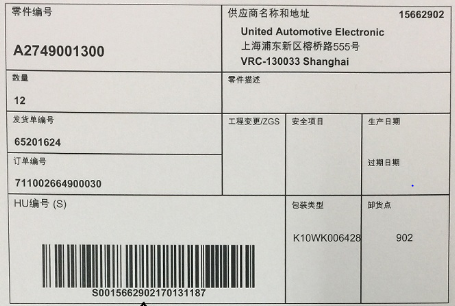 零件编号
A2749001300
供应商名称和地址 15662902
United Automotive Electronic
上海浦东新区榕桥路555号
VRC-130033 Shanghai
数量
12
零件描述
发货单编号
65201624
工程变更/ZGS
安全项目
生产日期
订单编号
711002664900030
过期日期
HU编号 (S)
S0015662902170131187
包装类型
K10WK006428
卸货点
902